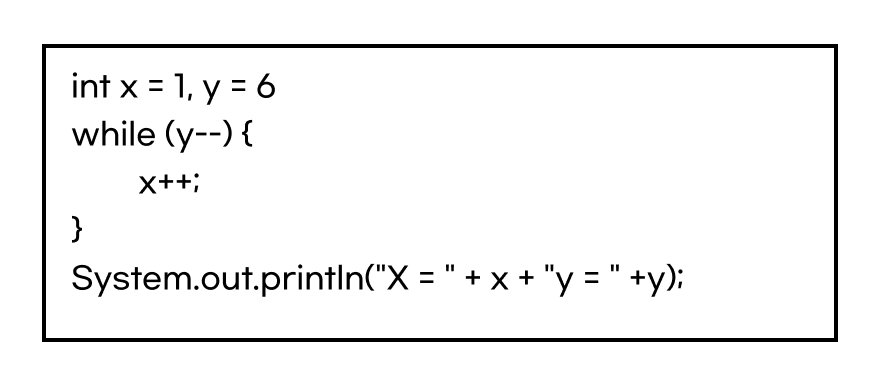 int x = 1, y = 6
while (y--) {
x++;
}
System.out.println("X = " + x + "y = " +y);